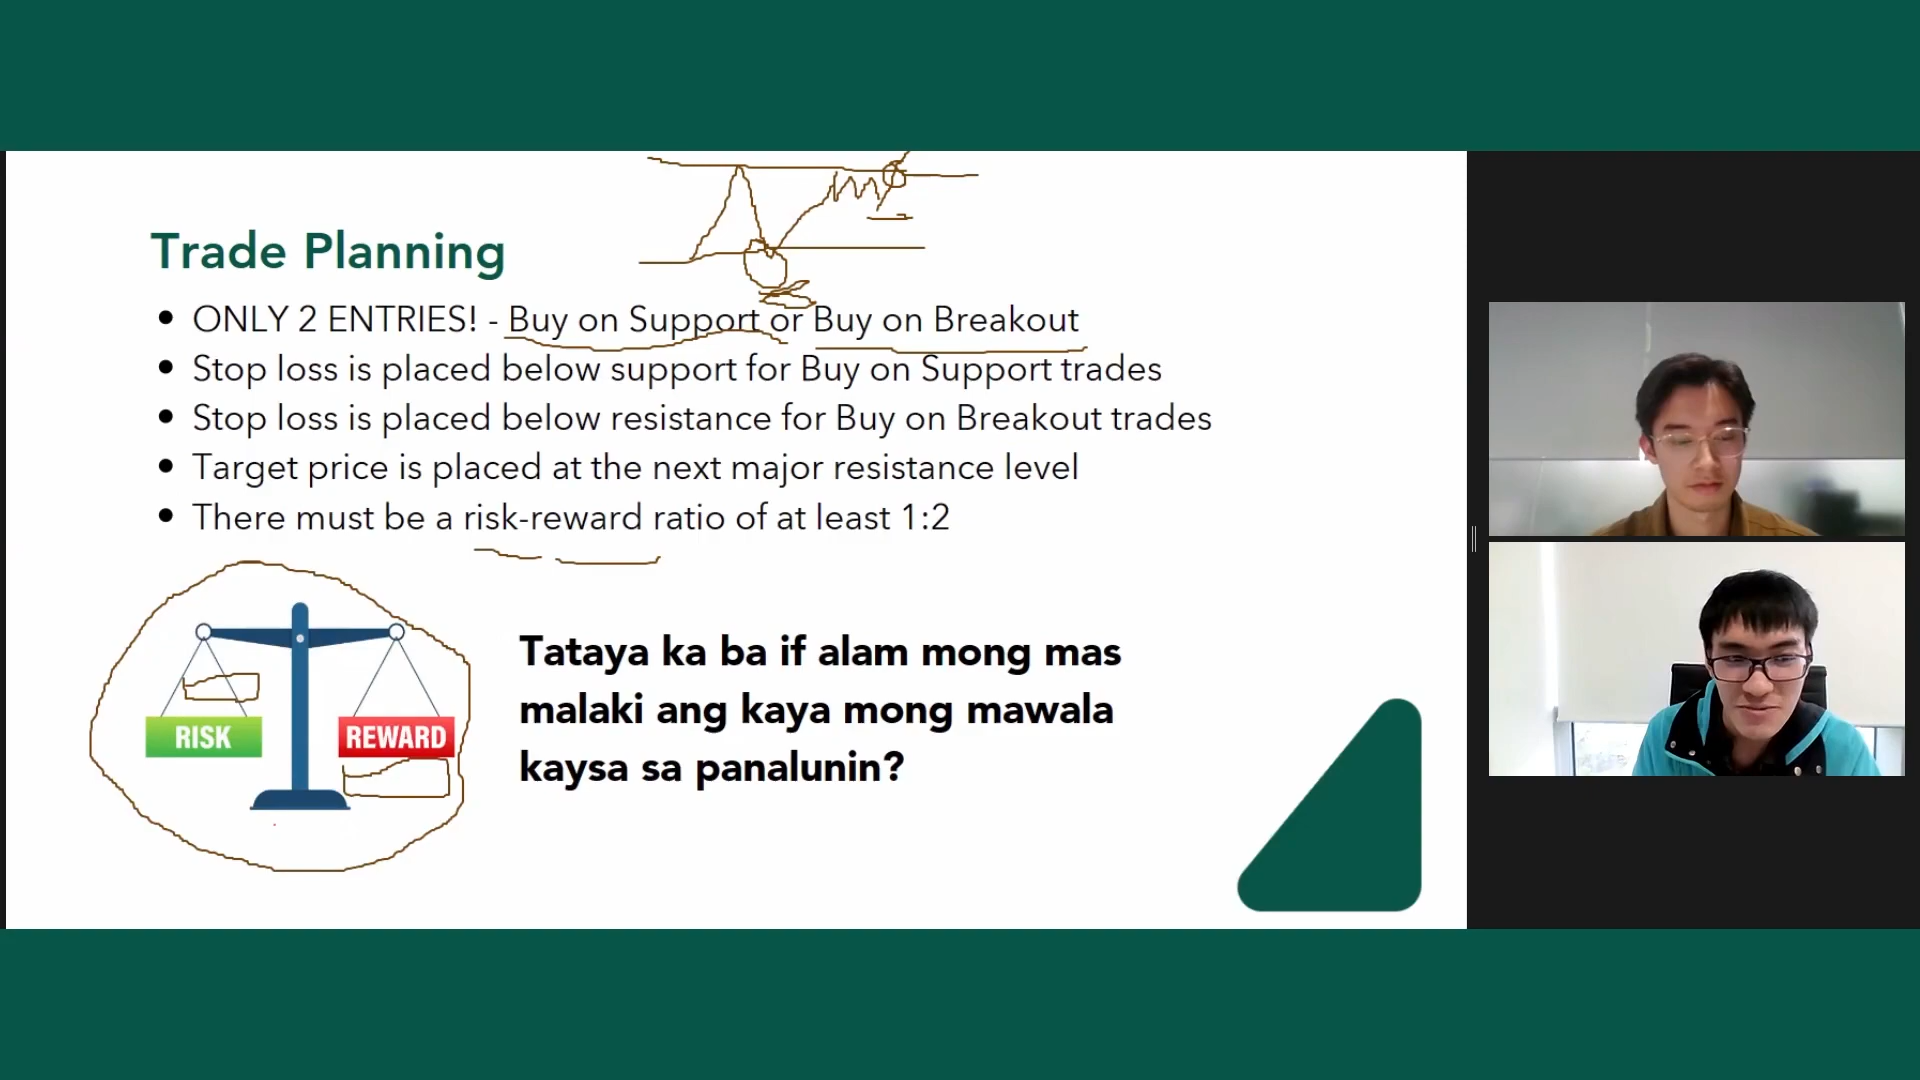 Trade Planning
ONLY 2 ENTRIES! - Buy on Support or Buy on Breakout
Stop loss is placed below support for Buy on Support trades
Stop loss is placed below resistance for Buy on Breakout trades
Target price is placed at the next major resistance level
There must be a risk-reward ratio of at least 1:2
RISK
REWARD
Tataya ka ba if alam mong mas
malaki ang kaya mong mawala
kaysa sa panalunin?